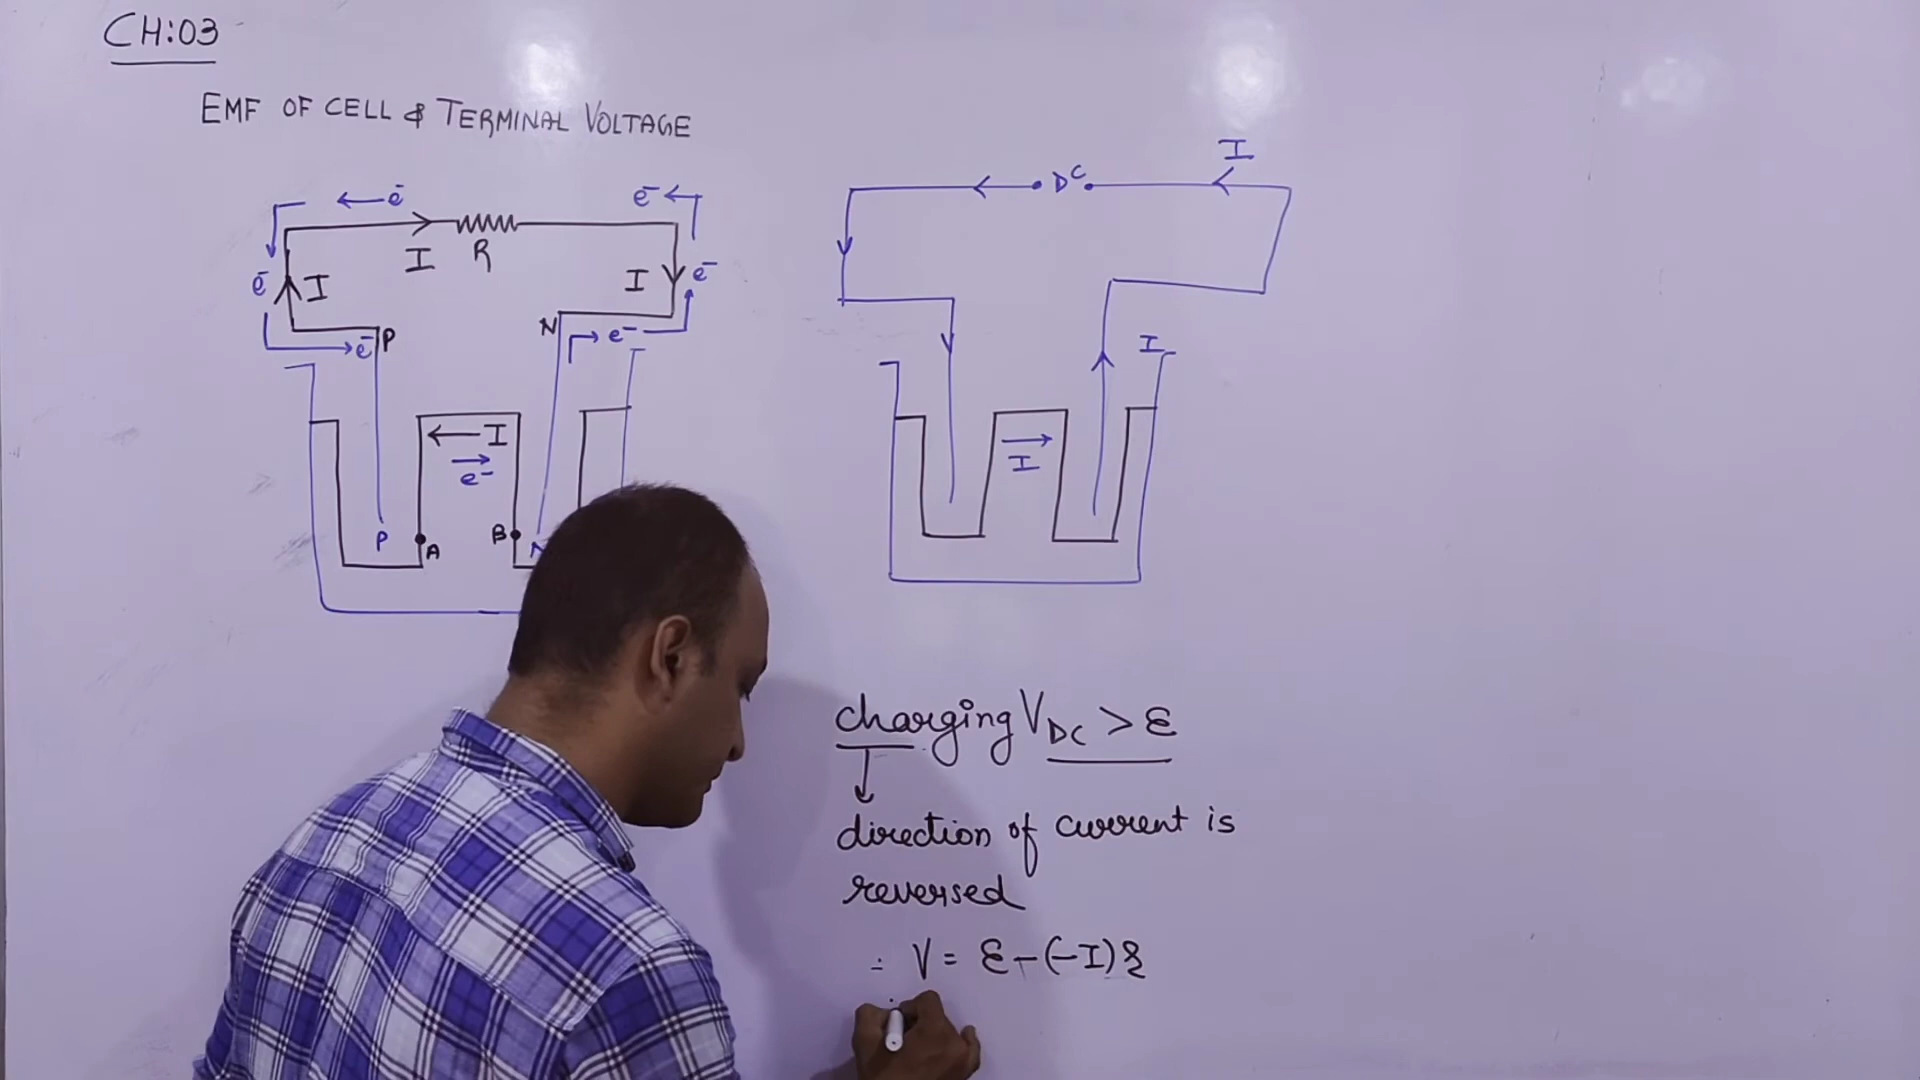 CH:03
EMF OF CELL & TERMINAL VOLTAGE
e⁻
e⁻
I
R
e⁻
I
I
e⁻
e⁻
P
N
e⁻
I
e⁻
P
A
B
N
I
DC
I
I
charging V_DC > ε
direction of current is
reversed
∴ V = ε-(-I)r